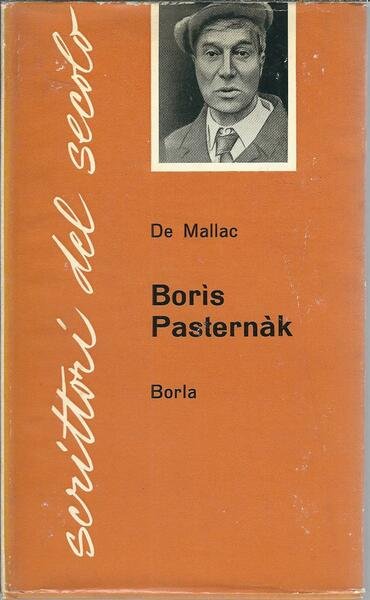 scrittori del secolo
De Mallac
Borìs
Pasternàk
Borla